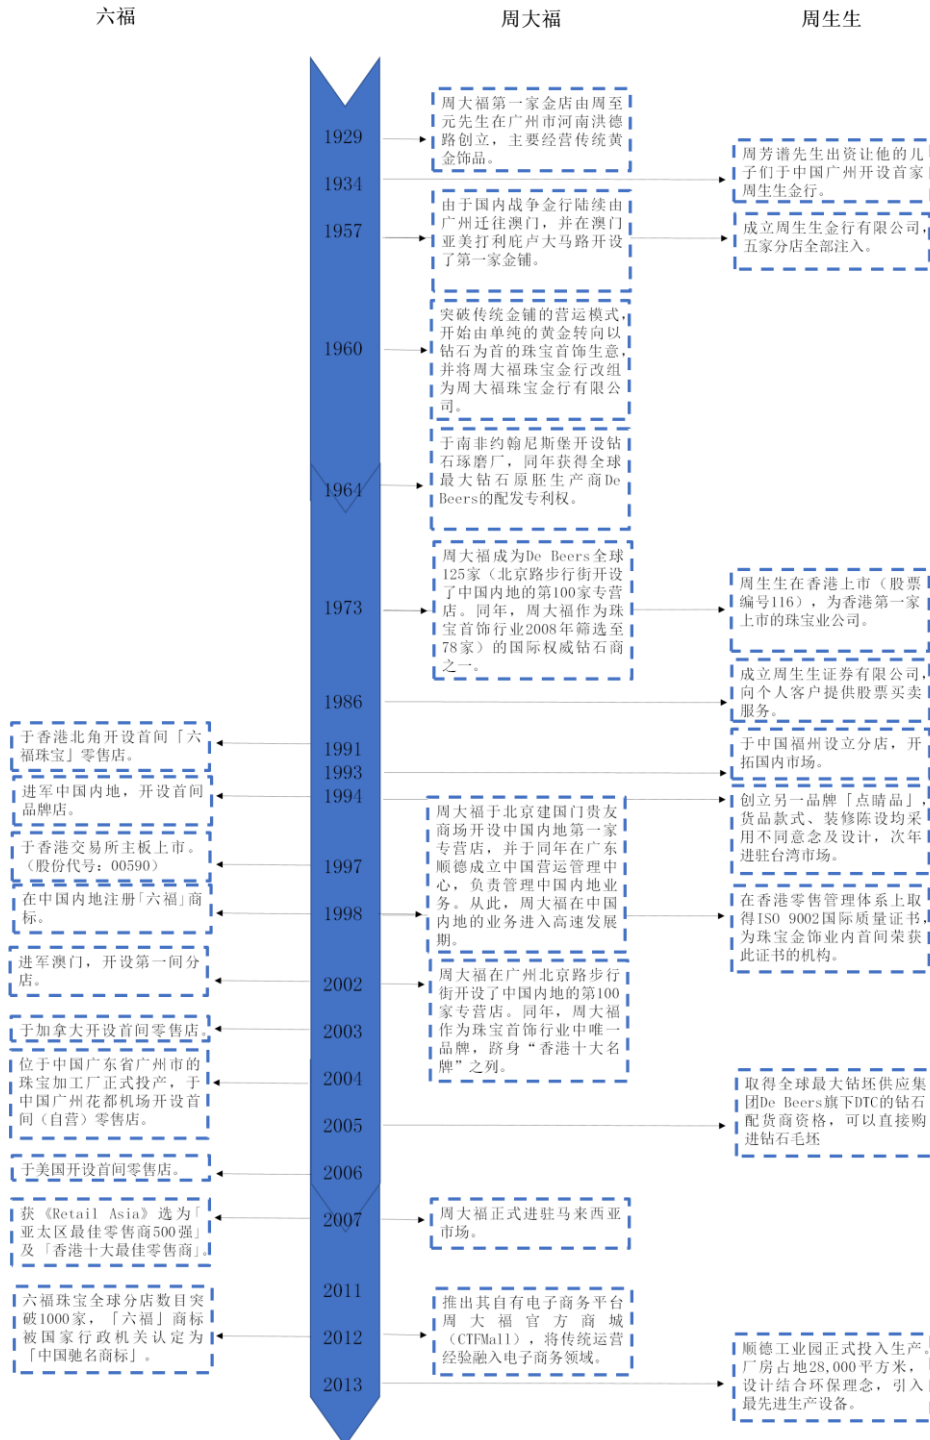 六福
周大福
周生生
1929
周大福第一家金店由周至
元先生在广州市河南洪德
路创立，主要经营传统黄
金饰品。
1934
周芳谱先生出资让他的儿
子们于中国广州开设首家
周生生金行。
1957
由于国内战争金行陆续由
广州迁往澳门，并在澳门
亚美打利庇卢大马路开设
了第一家金铺。
成立周生生金行有限公司，
五家分店全部注入。
1960
突破传统金铺的营运模式，
开始由单纯的黄金转向以
钻石为首的珠宝首饰生意，
并将周大福珠宝金行改组
为周大福珠宝金行有限公
司。
1964
于南非约翰尼斯堡开设钻
石琢磨厂，同年获得全球
最大钻石原胚生产商De
Beers的配发专利权。
1973
周大福成为De Beers全球
125家（北京路步行街开设
了中国内地的第100家专营
店。同年，周大福作为珠
宝首饰行业2008年筛选至
78家）的国际权威钻石商
之一。
周生生在香港上市（股票
编号116），为香港第一家
上市的珠宝业公司。
1986
成立周生生证券有限公司，
向个人客户提供股票买卖
服务。
1991
于香港北角开设首间「六
福珠宝」零售店。
1993
于中国福州设立分店，开
拓国内市场。
1994
进军中国内地，开设首间
品牌店。
创立另一品牌「点睛品」，
货品款式、装修陈设均采
用不同意念及设计，次年
进驻台湾市场。
1997
于香港交易所主板上市。
（股份代号：00590）
1998
在中国内地注册「六福」商
标。
周大福于北京建国门贵友
商场开设中国内地第一家
专营店，并于同年在广东
顺德成立中国营运管理中
心，负责管理中国内地业
务。从此，周大福在中国
内地的业务进入高速发展
期。
在香港零售管理体系上取
得ISO 9002国际质量证书，
为珠宝金饰业内首间荣获
此证书的机构。
2002
进军澳门，开设第一间分
店。
周大福在广州北京路步行
街开设了中国内地的第100
家专营店。同年，周大福
作为珠宝首饰行业中唯一
品牌，跻身“香港十大名
牌”之列。
2003
于加拿大开设首间零售店。
2004
位于中国广东省广州市的
珠宝加工厂正式投产，于
中国广州花都机场开设首
间（自营）零售店。
2005
取得全球最大钻坯供应集
团De Beers旗下DTC的钻石
配货商资格，可以直接购
进钻石毛坯
2006
于美国开设首间零售店。
2007
获《Retail Asia》选为「
亚太区最佳零售商500强」
及「香港十大最佳零售商」。
周大福正式进驻马来西亚
市场。
2011
2012
六福珠宝全球分店数目突
破1000家，「六福」商标
被国家行政机关认定为
「中国驰名商标」。
推出其自有电子商务平台
周大福官方商城
（CTFMall），将传统运营
经验融入电子商务领域。
2013
顺德工业园正式投入生产。
厂房占地28,000平方米，
设计结合环保理念，引入
最先进生产设备。